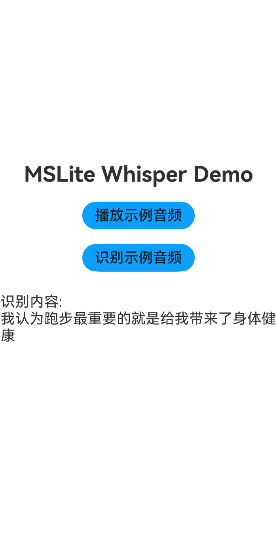 MSLite Whisper Demo
播放示例音频
识别示例音频
识别内容:
我认为跑步最重要的就是给我带来了身体健
康